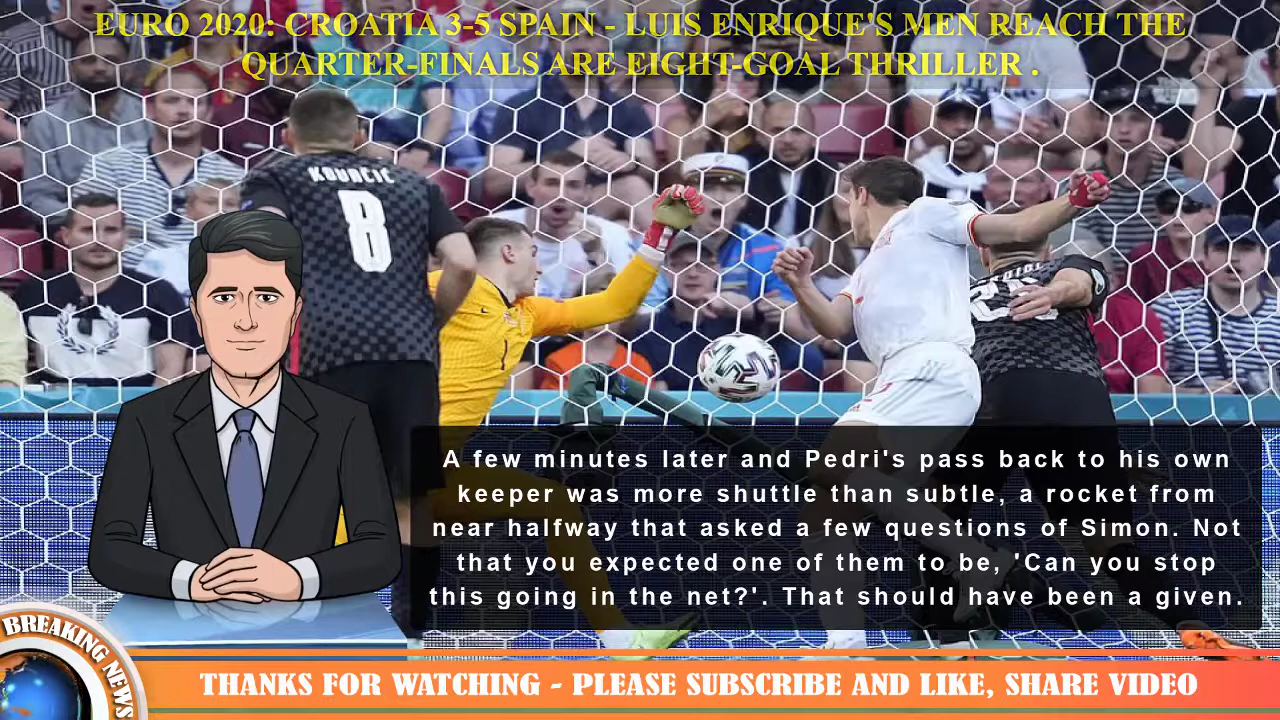 EURO 2020: CROATIA 3-5 SPAIN - LUIS ENRIQUE'S MEN REACH THE
QUARTER-FINALS ARE EIGHT-GOAL THRILLER .
KOVAČIĆ
8
1
A few minutes later and Pedri's pass back to his own
keeper was more shuttle than subtle, a rocket from
near halfway that asked a few questions of Simon. Not
that you expected one of them to be, 'Can you stop
this going in the net?'. That should have been a given.
BREAKING NEWS
THANKS FOR WATCHING - PLEASE SUBSCRIBE AND LIKE, SHARE VIDEO